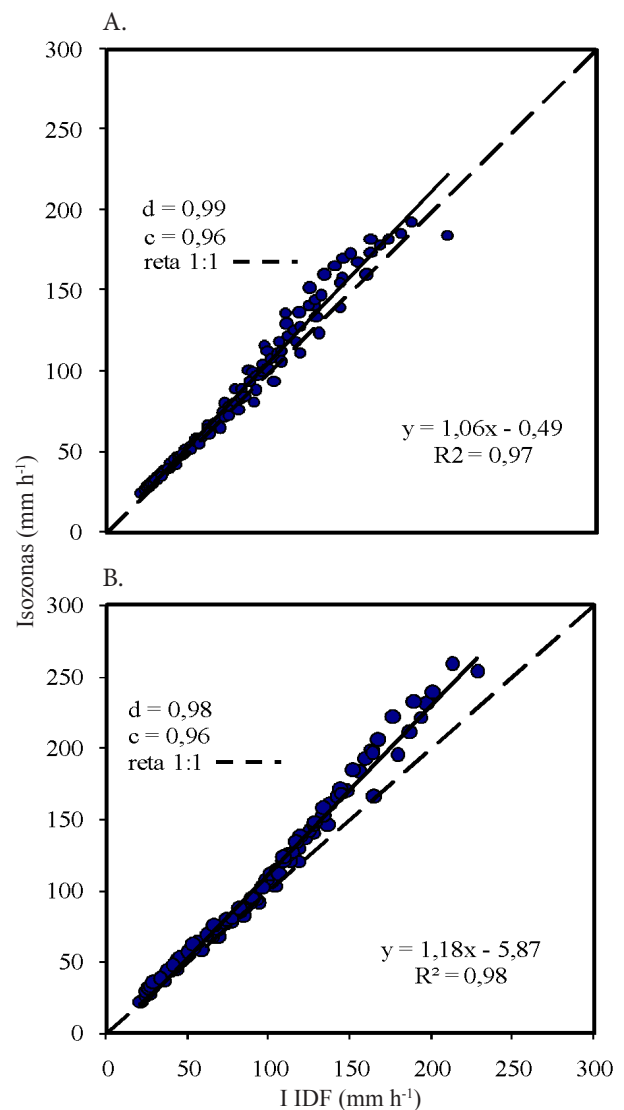 A.
300
250
200
150
100
50
0
d = 0,99
c = 0,96
reta 1:1
y = 1,06x - 0,49
R2 = 0,97
Isozonas (mm h⁻¹)
B.
300
250
200
150
100
50
0
d = 0,98
c = 0,96
reta 1:1
y = 1,18x - 5,87
R² = 0,98
0 50 100 150 200 250 300
I IDF (mm h⁻¹)